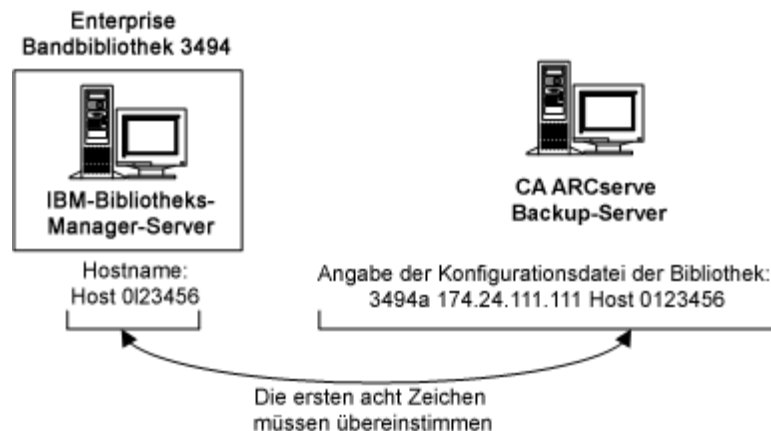 Enterprise
Bandbibliothek 3494
IBM-Bibliotheks-
Manager-Server
Hostname:
Host 0I23456
CA ARCserve
Backup-Server
Angabe der Konfigurationsdatei der Bibliothek:
3494a 174.24.111.111 Host 0123456
Die ersten acht Zeichen
müssen übereinstimmen